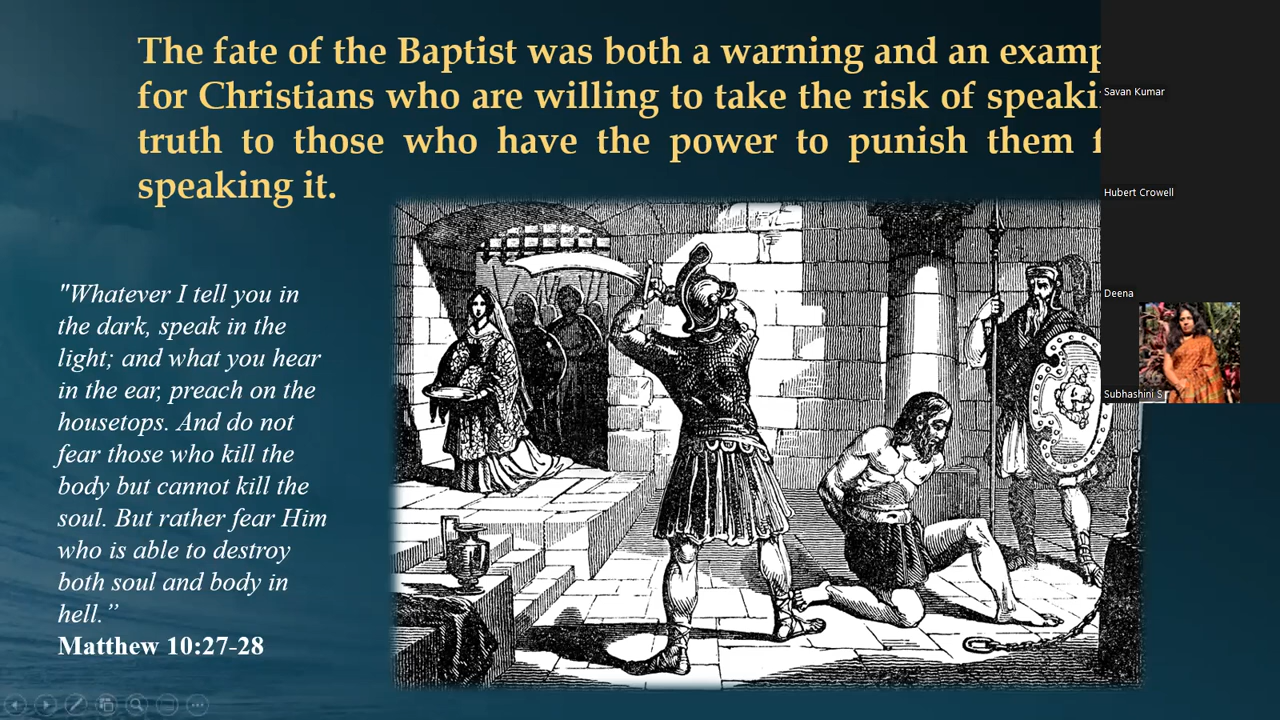 The fate of the Baptist was both a warning and an examp
for Christians who are willing to take the risk of speaki
truth to those who have the power to punish them f
speaking it.
"Whatever I tell you in
the dark, speak in the
light; and what you hear
in the ear, preach on the
housetops. And do not
fear those who kill the
body but cannot kill the
soul. But rather fear Him
who is able to destroy
both soul and body in
hell.”
Matthew 10:27-28
Savan Kumar
Hubert Crowell
Deena
Subhashini S